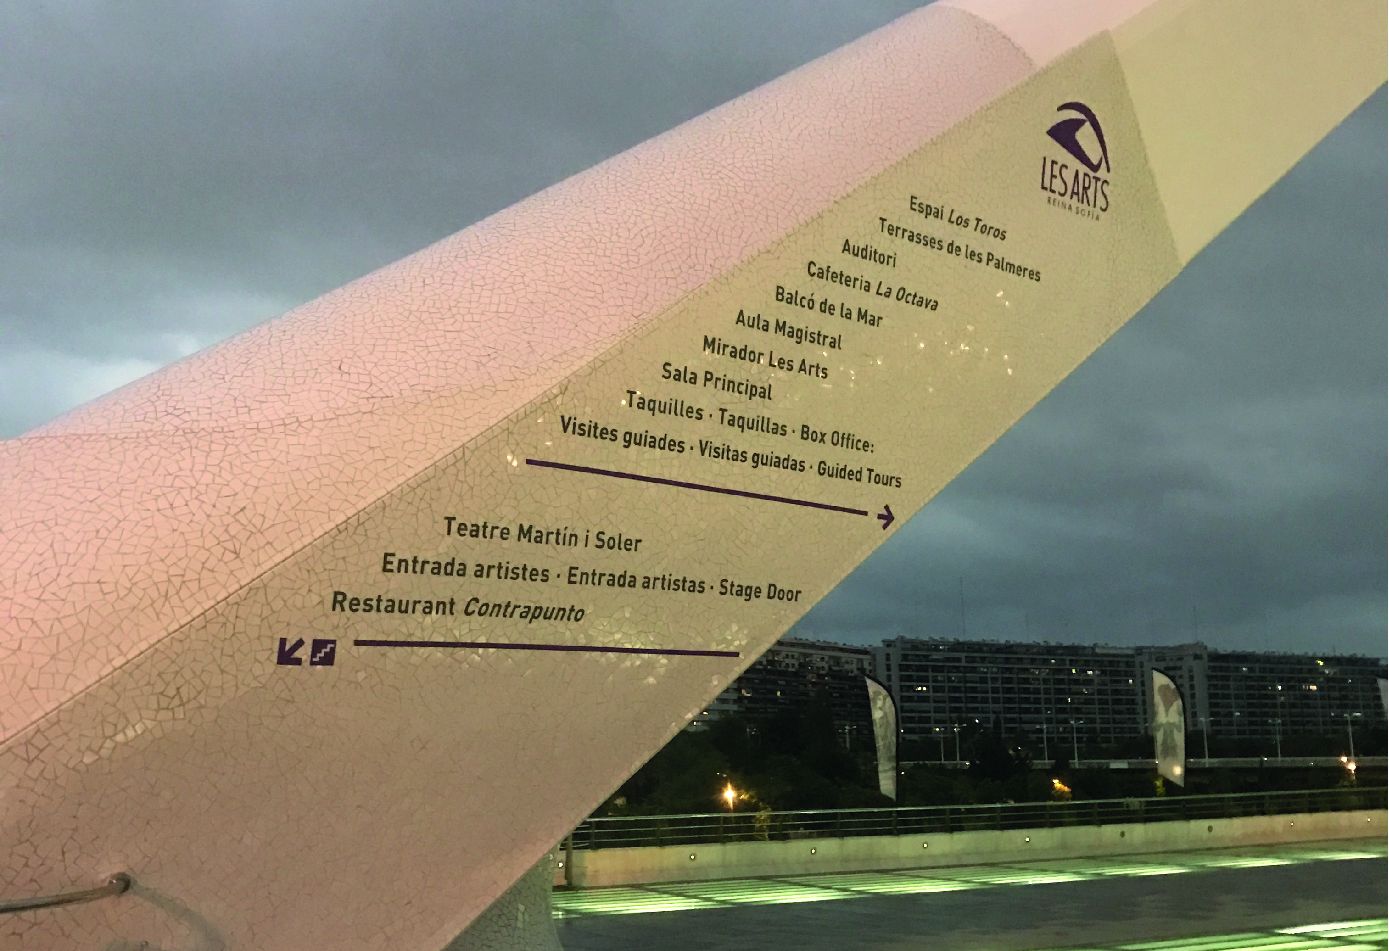 LES ARTS
REINA SOFÍA
Espai Los Toros
Terrasses de les Palmeres
Auditori
Cafeteria La Octava
Balcó de la Mar
Aula Magistral
Mirador Les Arts
Sala Principal
Taquilles · Taquillas · Box Office:
Visites guiades · Visitas guiadas · Guided Tours
Teatre Martín i Soler
Entrada artistes · Entrada artistas · Stage Door
Restaurant Contrapunto